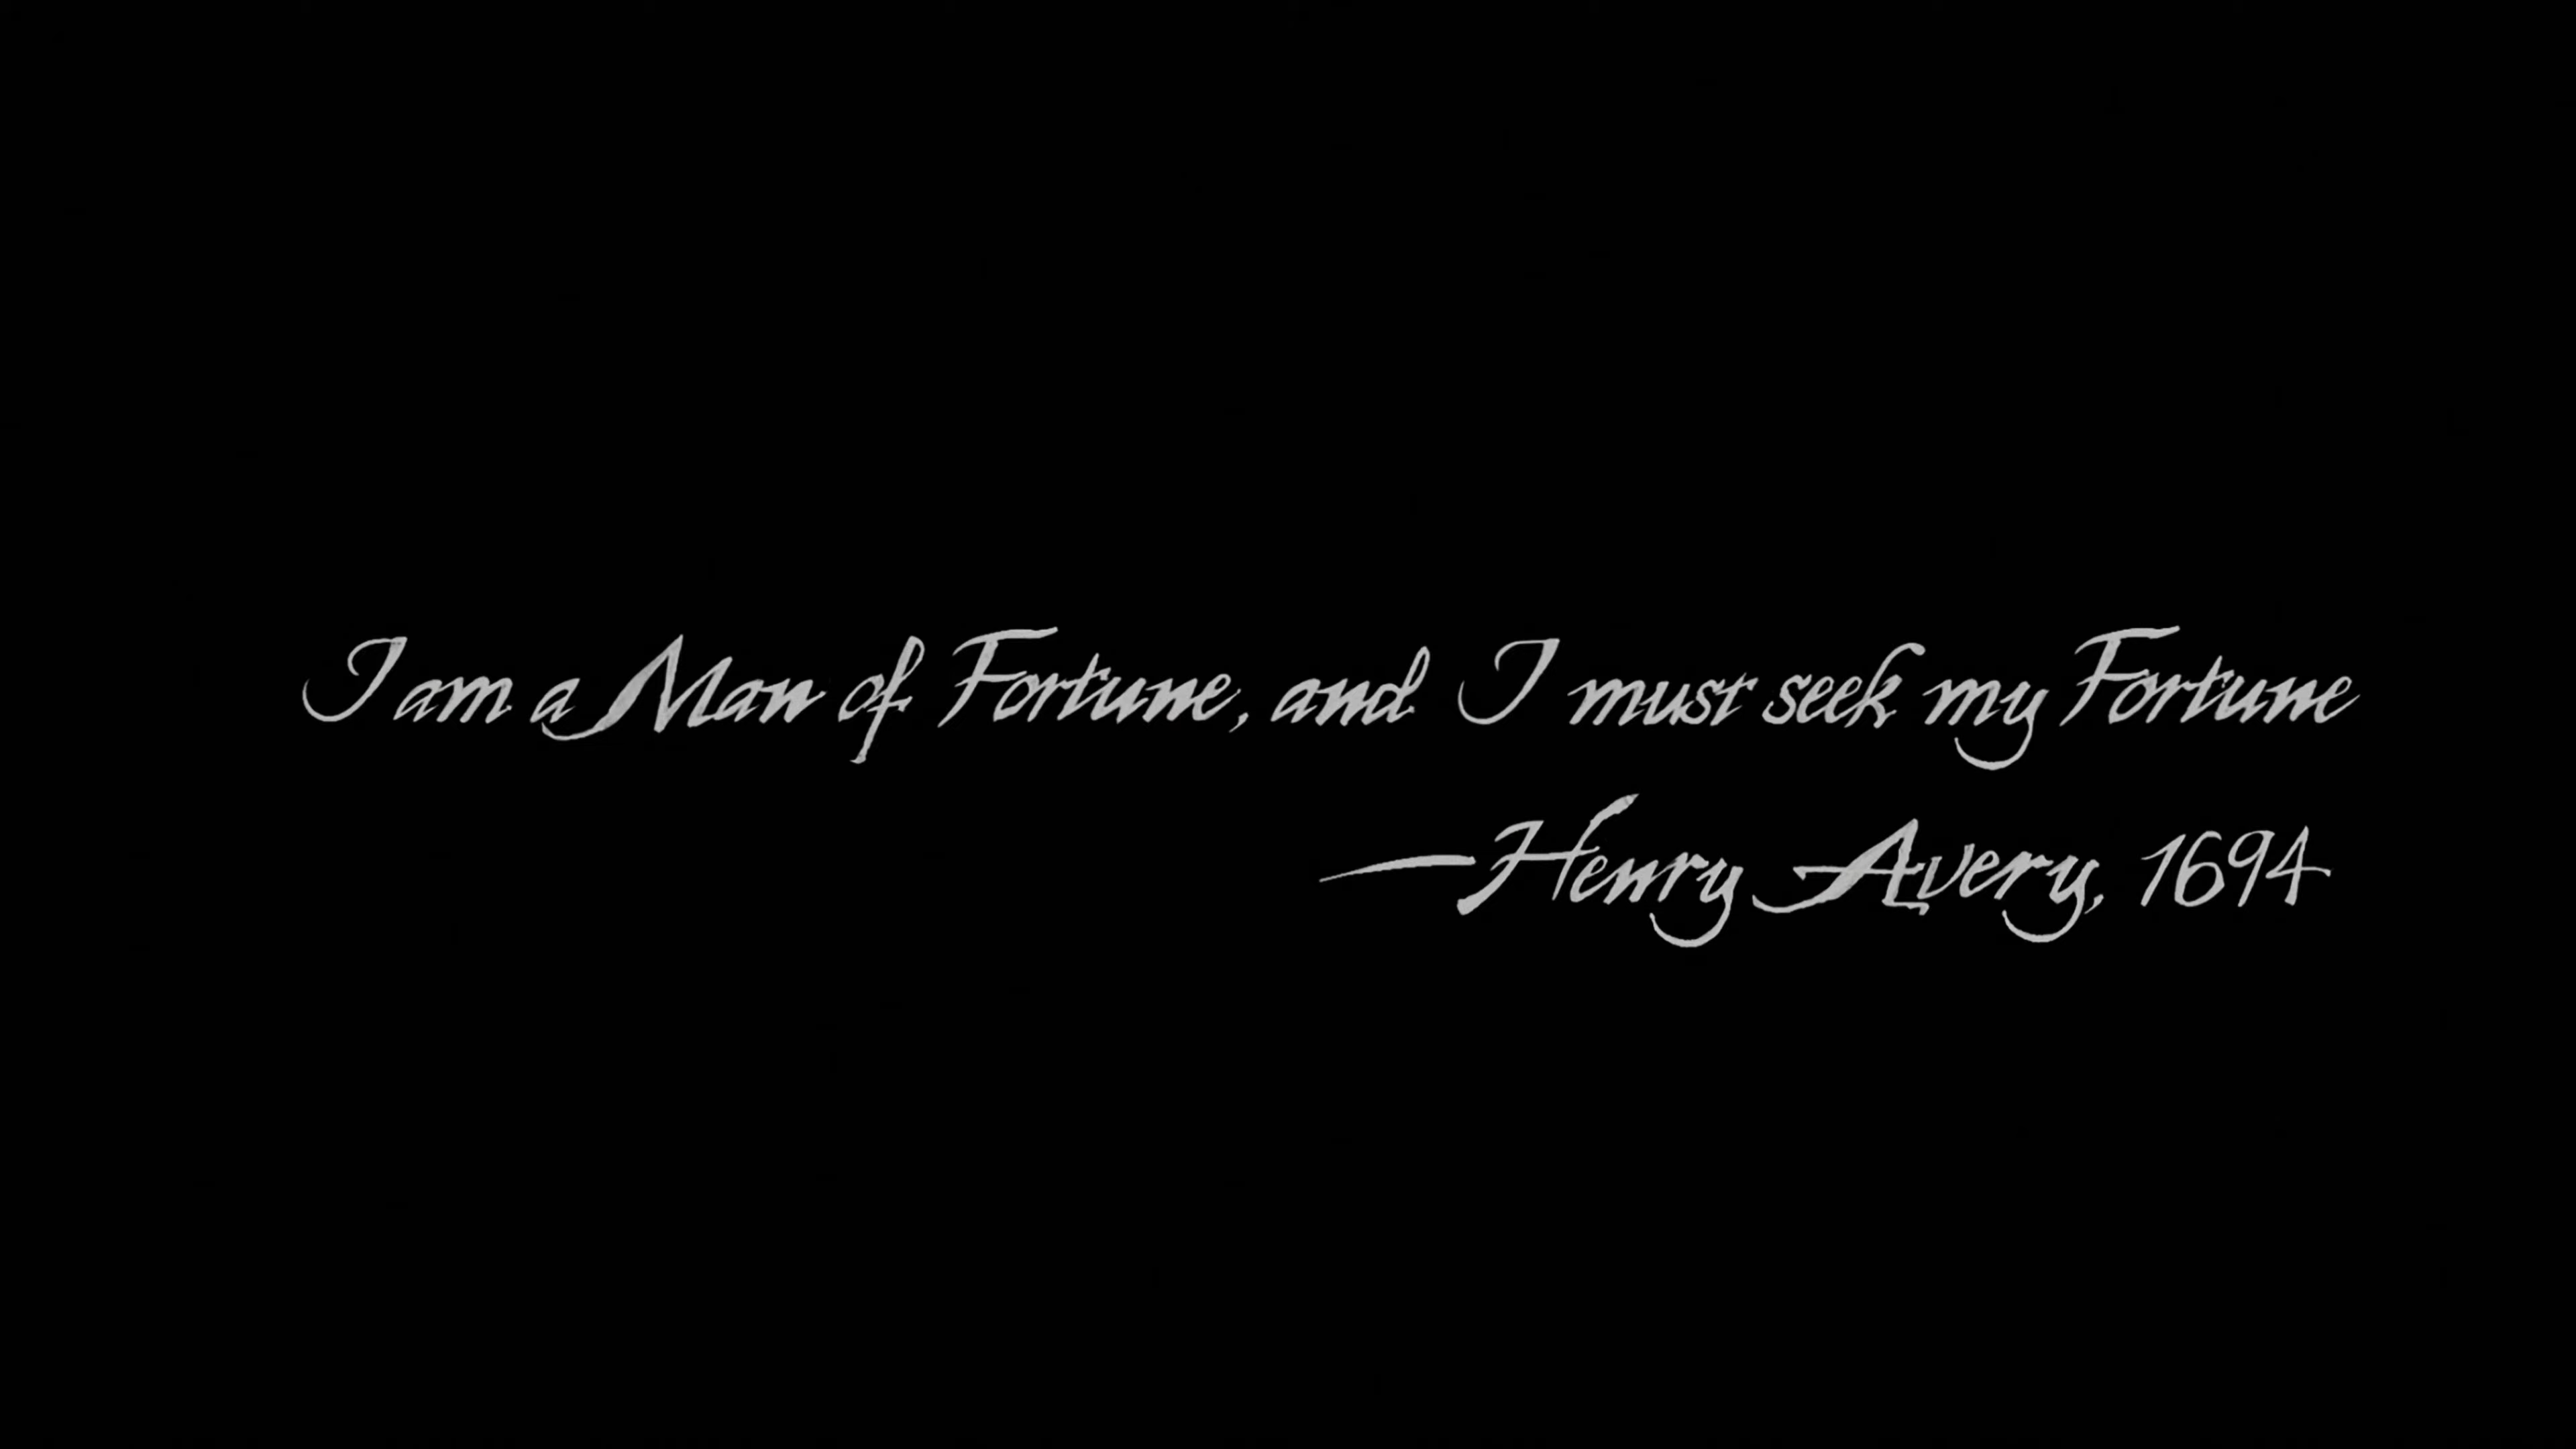 I am a Man of Fortune, and I must seek my Fortune
—Henry Avery, 1694